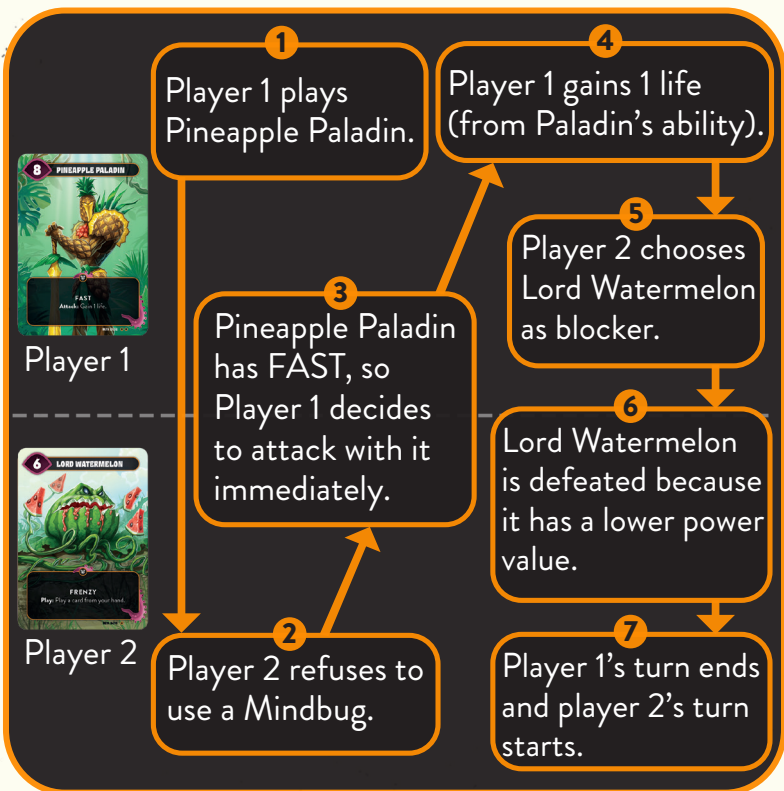 1
Player 1 plays
Pineapple Paladin.
8 PINEAPPLE PALADIN
FAST
Attack: Gain 1 life.
Player 1
2
Player 2 refuses to
use a Mindbug.
6 LORD WATERMELON
FRENZY
Play: Play a card from your hand.
Player 2
3
Pineapple Paladin
has FAST, so
Player 1 decides
to attack with it
immediately.
4
Player 1 gains 1 life
(from Paladin's ability).
5
Player 2 chooses
Lord Watermelon
as blocker.
6
Lord Watermelon
is defeated because
it has a lower power
value.
7
Player 1's turn ends
and player 2's turn
starts.